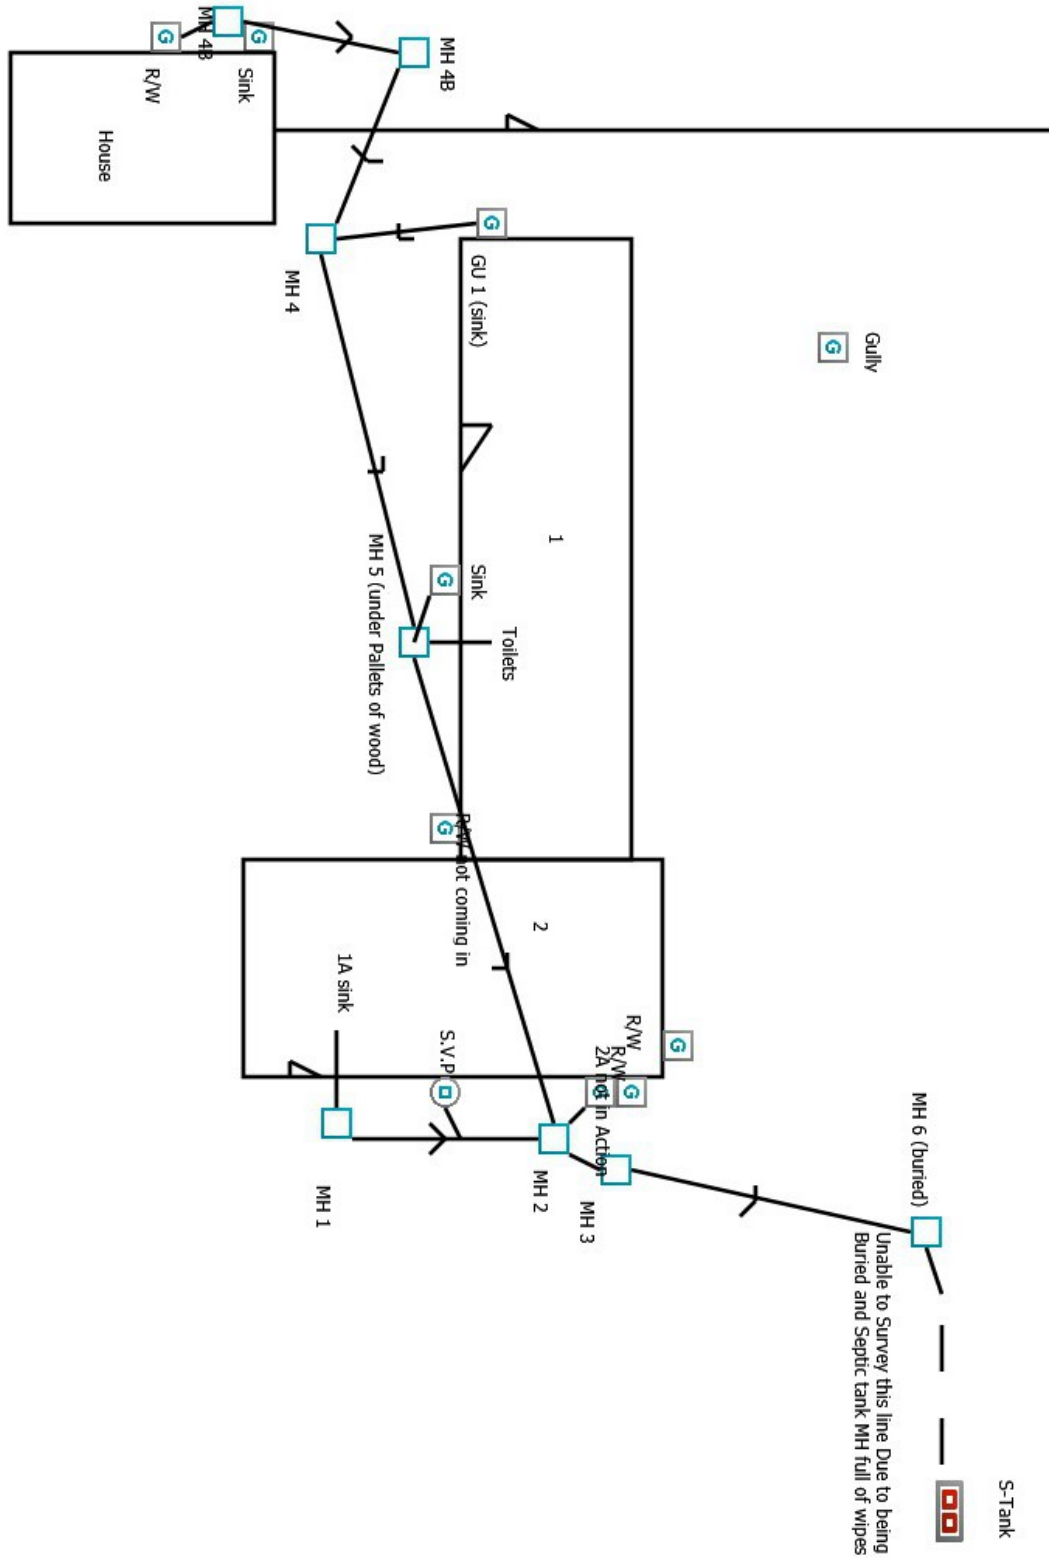 MH 4B
G
G
MH 4B
R/W
Sink
House
MH 4
G
GU 1 (sink)
G
Gully
1
MH 5 (under Pallets of wood)
G
Sink
Toilets
G
R/W not coming in
2
1A sink
S.V.P
R/W
G
R/W
G
G
2A not in Action
MH 1
MH 2
MH 3
MH 6 (buried)
Unable to Survey this line Due to being
Buried and Septic tank MH full of wipes
S-Tank